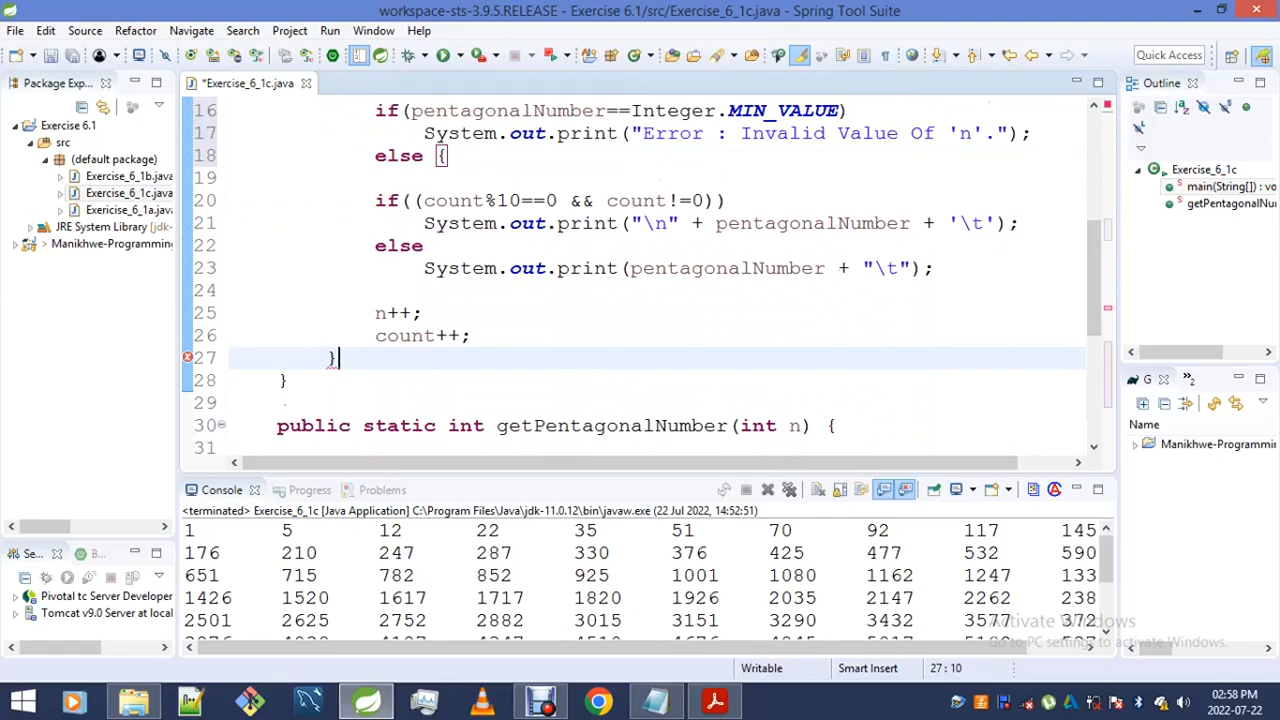 workspace-sts-3.9.5.RELEASE - Exercise 6.1/src/Exercise_6_1c.java - Spring Tool Suite
File Edit Source Refactor Navigate Search Project Run Window Help
Quick Access
Package Exp...
Exercise 6.1
src
(default package)
Exercise_6_1b.java
Exercise_6_1c.java
Exericise_6_1a.java
JRE System Library [jdk-
Manikhwe-Programming
*Exercise_6_1c.java
16 if(pentagonalNumber==Integer.MIN_VALUE)
17 System.out.print("Error : Invalid Value Of 'n'.");
18 else {
19
20 if((count%10==0 && count!=0))
21 System.out.print("\n" + pentagonalNumber + '\t');
22 else
23 System.out.print(pentagonalNumber + "\t");
24
25 n++;
26 count++;
27 }
28 }
29
30 public static int getPentagonalNumber(int n) {
31
Outline
Exercise_6_1c
main(String[]) : vo
getPentagonalNu
G
Name
Manikhwe-Programmin
Se...
B...
Pivotal tc Server Develo
Tomcat v9.0 Server at local
Console Progress Problems
<terminated> Exercise_6_1c [Java Application] C:\Program Files\Java\jdk-11.0.12\bin\javaw.exe (22 Jul 2022, 14:52:51)
1 5 12 22 35 51 70 92 117 145
176 210 247 287 330 376 425 477 532 590
651 715 782 852 925 1001 1080 1162 1247 133
1426 1520 1617 1717 1820 1926 2035 2147 2262 238
2501 2625 2752 2882 3015 3151 3290 3432 3577 372
Activate Windows
Go to PC settings to activate Windows.
Writable Smart Insert 27 : 10
02:58 PM
2022-07-22